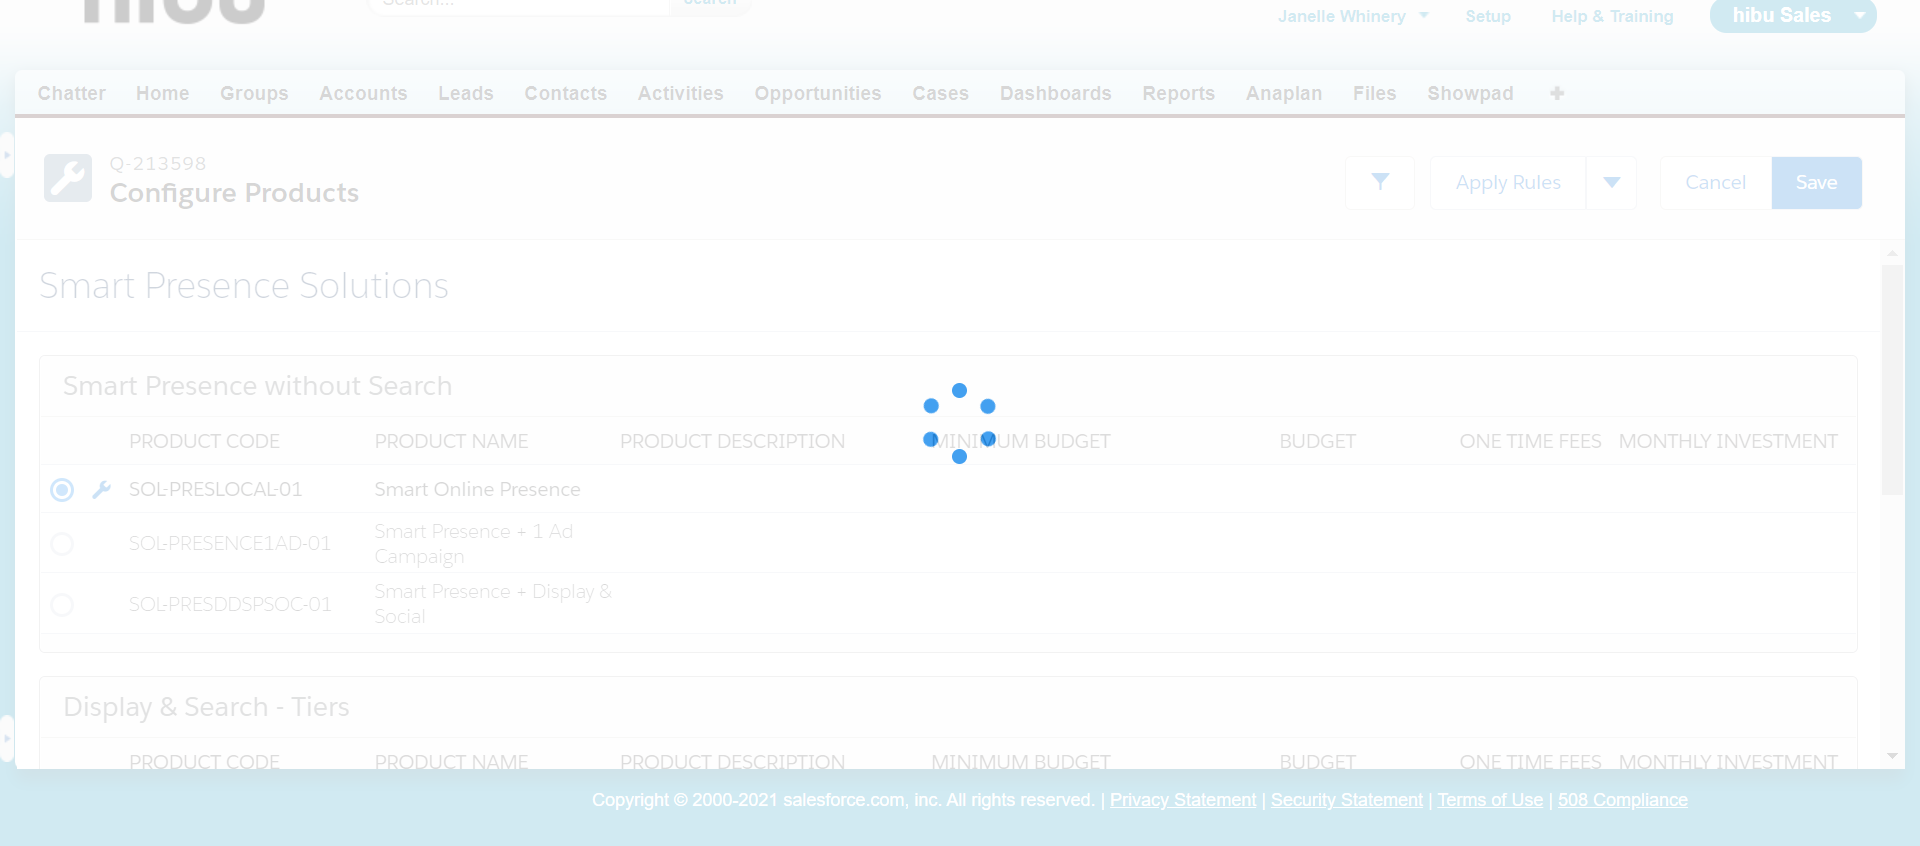 hibu
Search...
Search
Janelle Whinery
Setup
Help & Training
hibu Sales
Chatter
Home
Groups
Accounts
Leads
Contacts
Activities
Opportunities
Cases
Dashboards
Reports
Anaplan
Files
Showpad
Q-213598
Configure Products
Apply Rules
Cancel
Save
Smart Presence Solutions
Smart Presence without Search
PRODUCT CODE PRODUCT NAME PRODUCT DESCRIPTION MINIMUM BUDGET BUDGET ONE TIME FEES MONTHLY INVESTMENT
SOL-PRESLOCAL-01 Smart Online Presence
SOL-PRESENCE1AD-01 Smart Presence + 1 Ad
Campaign
SOL-PRESDDSPSOC-01 Smart Presence + Display &
Social
Display & Search - Tiers
PRODUCT CODE PRODUCT NAME PRODUCT DESCRIPTION MINIMUM BUDGET BUDGET ONE TIME FEES MONTHLY INVESTMENT
Copyright © 2000-2021 salesforce.com, inc. All rights reserved. | Privacy Statement | Security Statement | Terms of Use | 508 Compliance